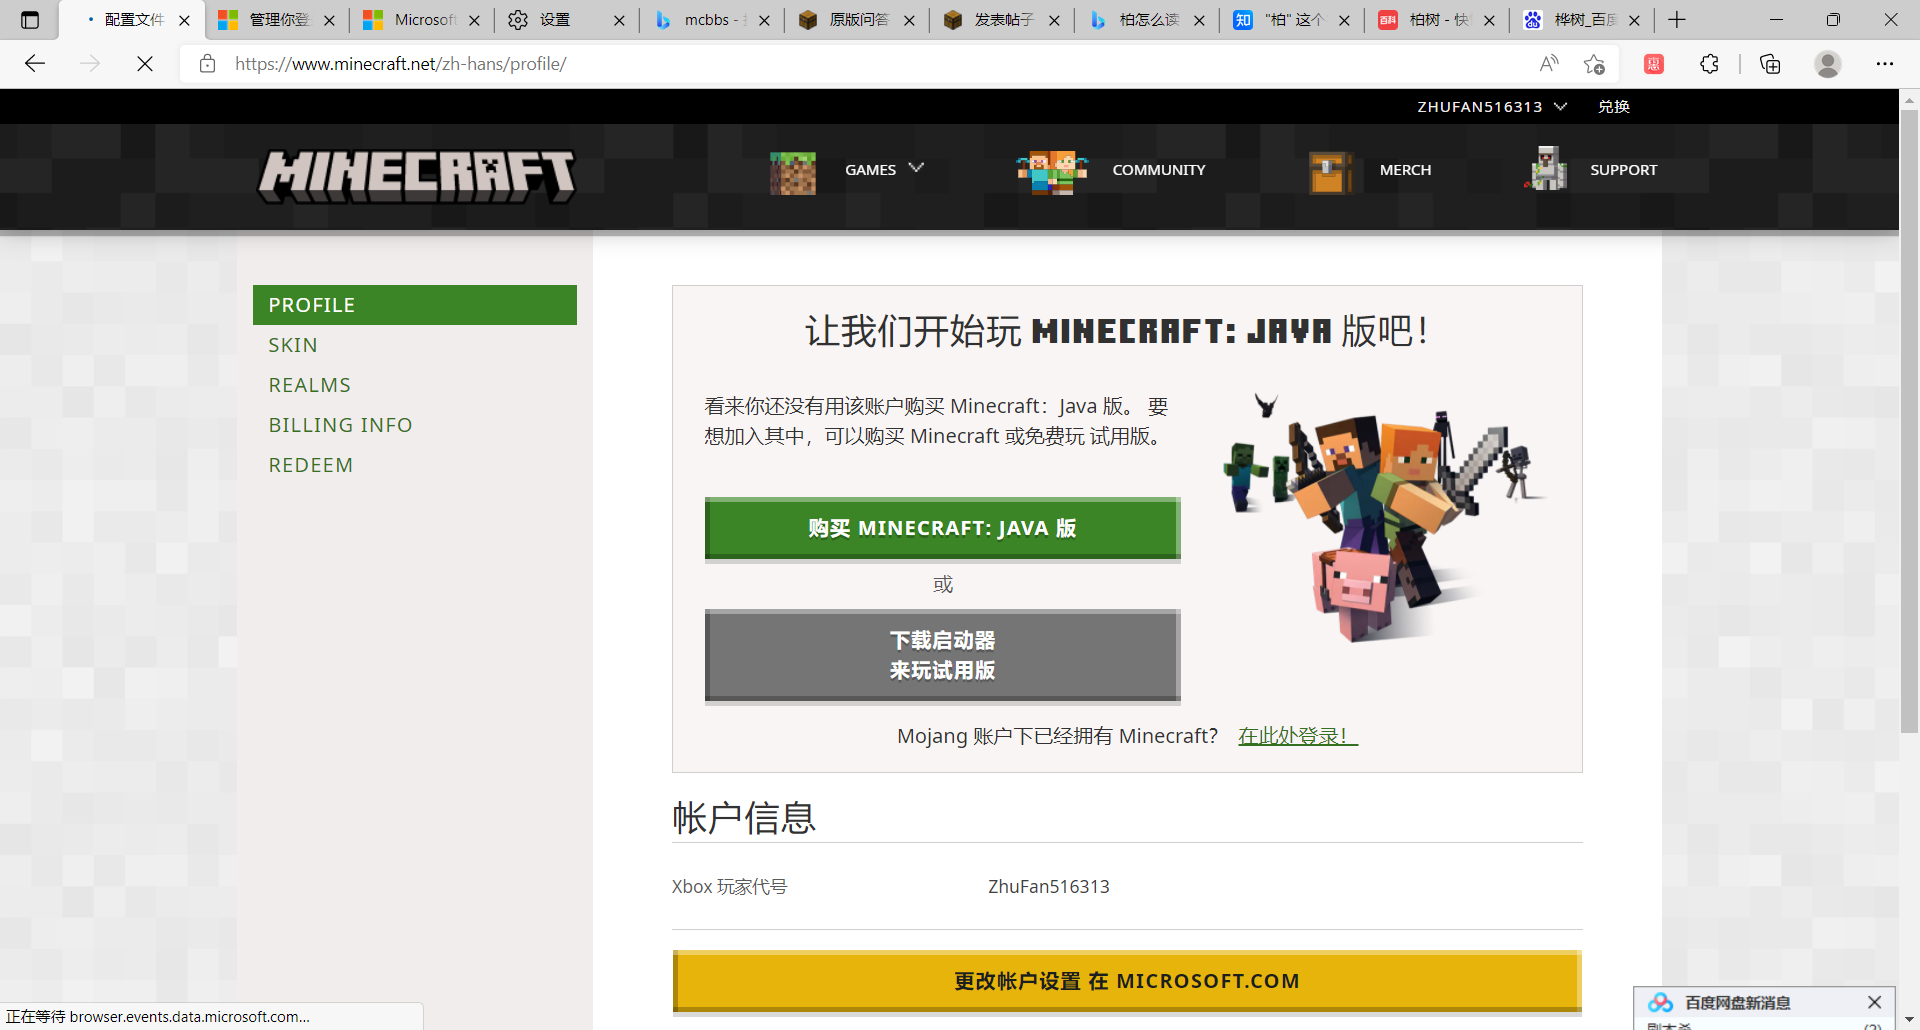 配置文件
管理你登
Microsoft
设置
mcbbs -
原版问答
发表帖子
柏怎么读
知 "柏" 这个
百科 柏树 - 快
du 桦树_百度
https://www.minecraft.net/zh-hans/profile/
惠
ZHUFAN516313 兑换
MINECRAFT
GAMES
COMMUNITY
MERCH
SUPPORT
PROFILE
SKIN
REALMS
BILLING INFO
REDEEM
让我们开始玩 MINECRAFT: JAVA 版吧！
看来你还没有用该账户购买 Minecraft：Java 版。 要
想加入其中，可以购买 Minecraft 或免费玩 试用版。
购买 MINECRAFT: JAVA 版
或
下载启动器
来玩试用版
Mojang 账户下已经拥有 Minecraft？ 在此处登录！
帐户信息
Xbox 玩家代号 ZhuFan516313
更改帐户设置 在 MICROSOFT.COM
正在等待 browser.events.data.microsoft.com...
百度网盘新消息